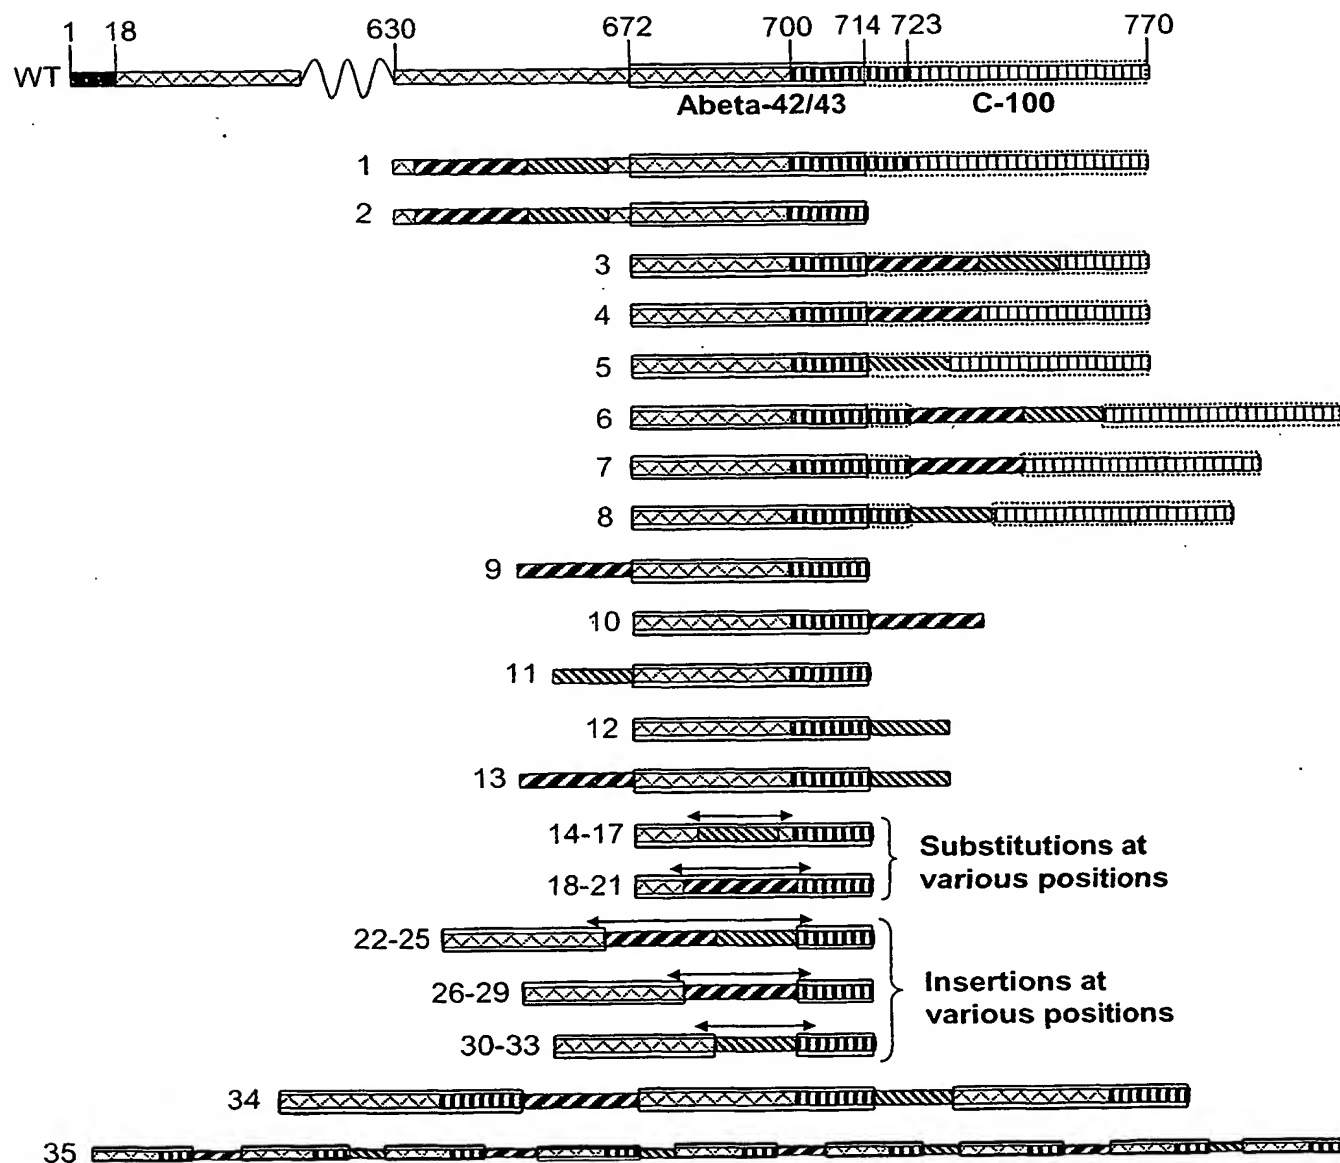 1 18 630 672 700 714 723 770
WT
Abeta-42/43 C-100
1
2
3
4
5
6
7
8
9
10
11
12
13
14-17
Substitutions at
various positions
18-21
22-25
26-29
Insertions at
various positions
30-33
34
35